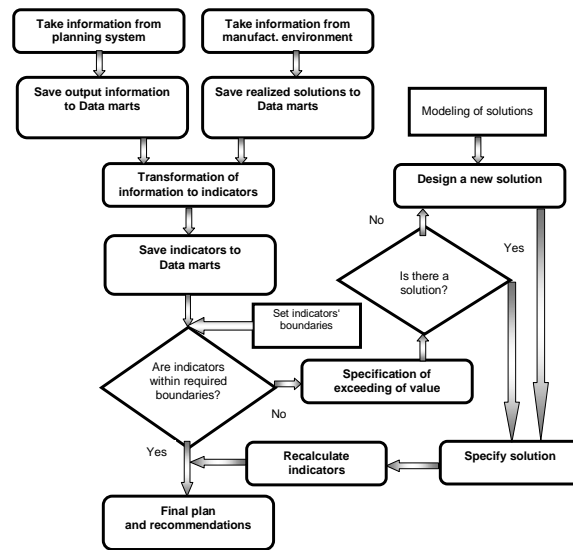 Take information from
planning system
Take information from
manufact. environment
Save output information
to Data marts
Save realized solutions to
Data marts
Modeling of solutions
Transformation of
information to indicators
Design a new solution
No
Yes
Save indicators to
Data marts
Is there a
solution?
Set indicators'
boundaries
Are indicators
within required
boundaries?
Specification of
exceeding of value
No
Yes
Recalculate
indicators
Specify solution
Final plan
and recommendations